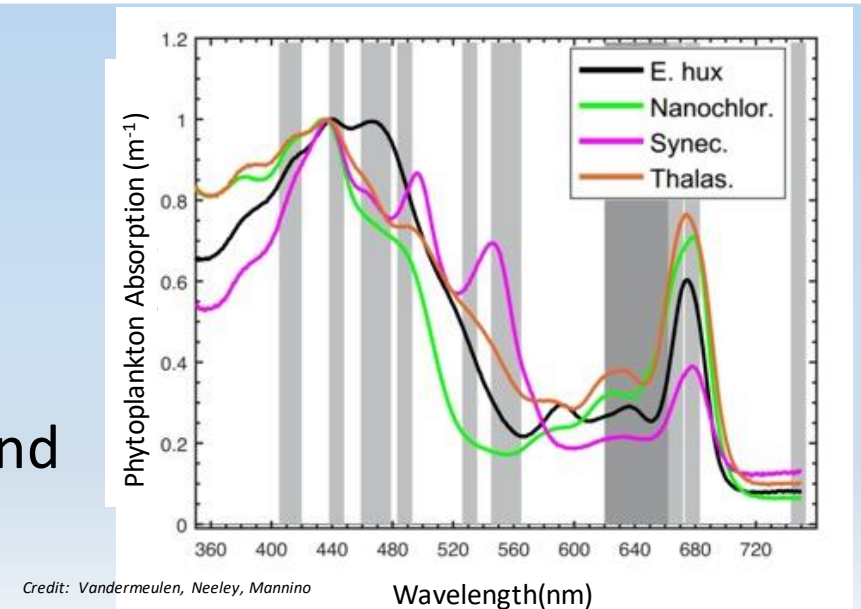 1.2
1
0.8
0.6
0.4
0.2
0
Phytoplankton Absorption (m-1)
E. hux
Nanochlor.
Synec.
Thalas.
nd
360 400 440 480 520 560 600 640 680 720
Credit: Vandermeulen, Neeley, Mannino
Wavelength(nm)